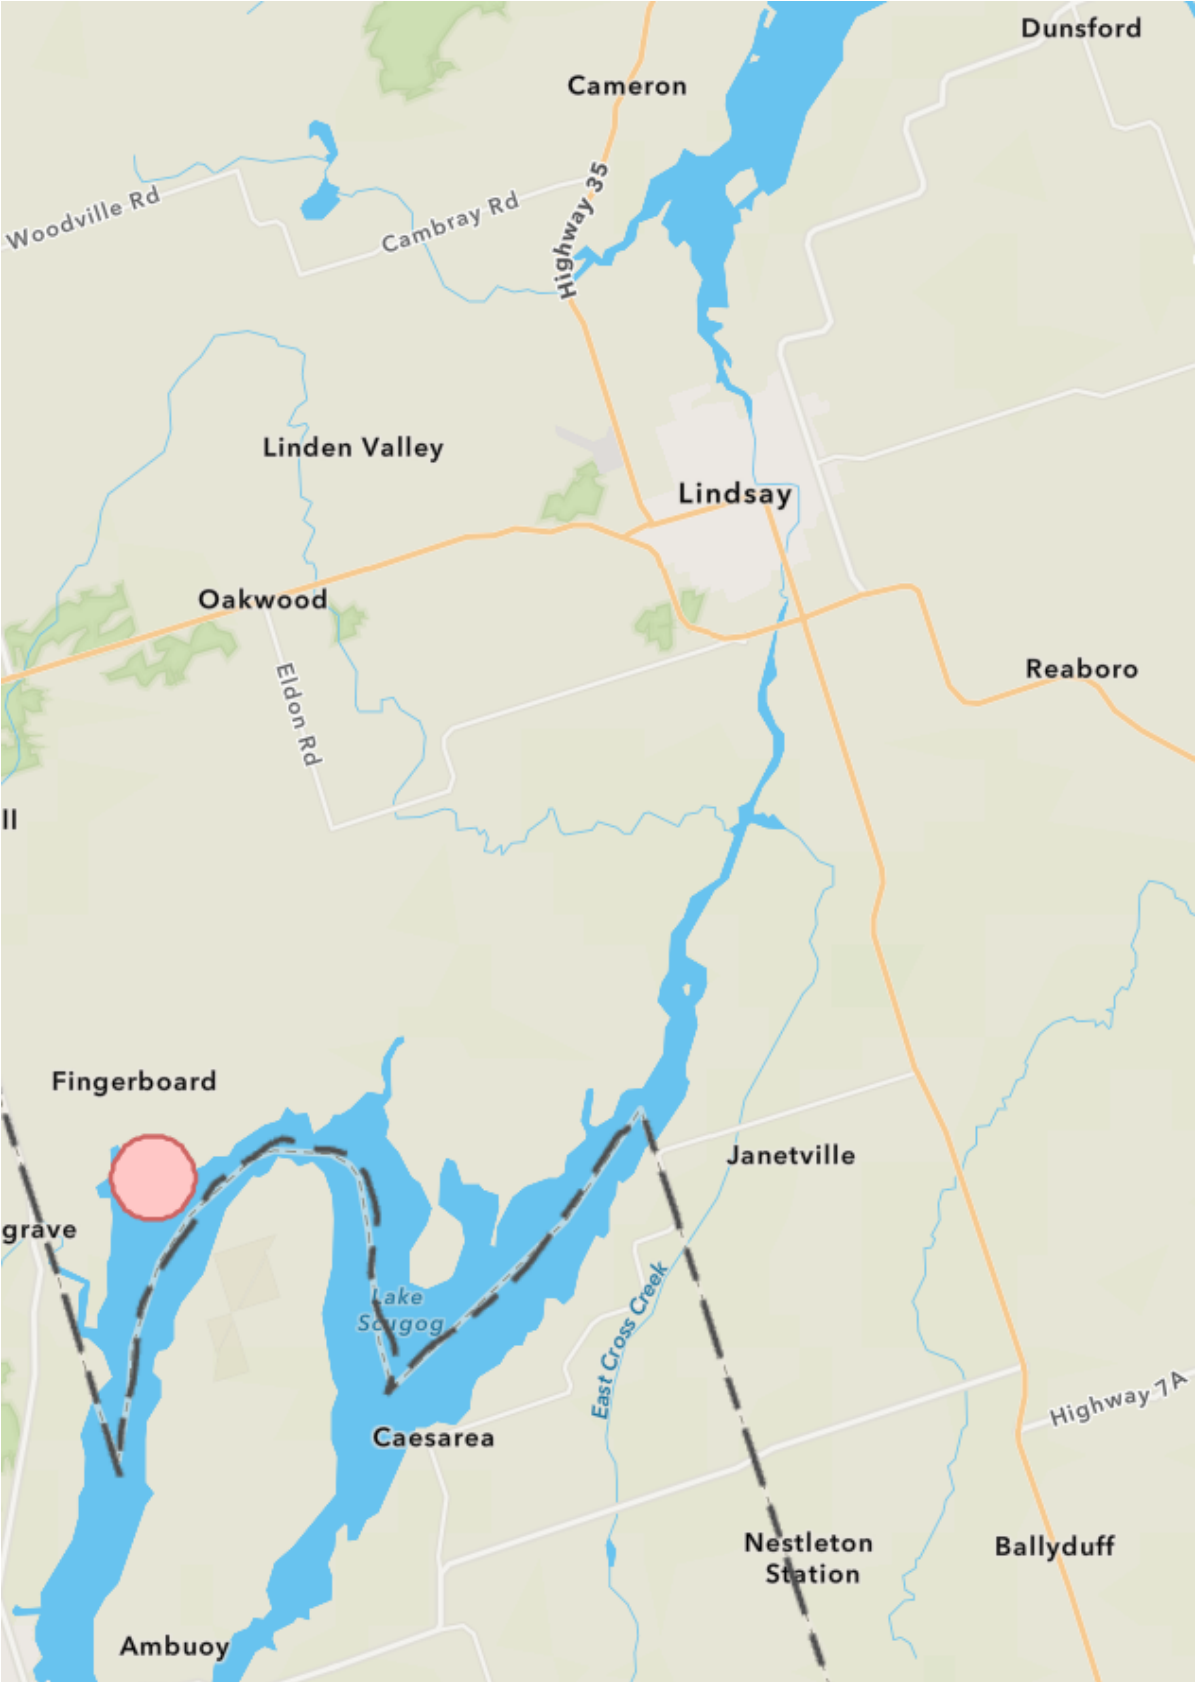 Dunsford
Cameron
Highway 35
Woodville Rd
Cambray Rd
Linden Valley
Lindsay
Oakwood
Eldon Rd
Reaboro
ll
Fingerboard
Janetville
grave
Lake
Scugog
East Cross Creek
Highway 7A
Caesarea
Nestleton
Station
Ballyduff
Ambuoy